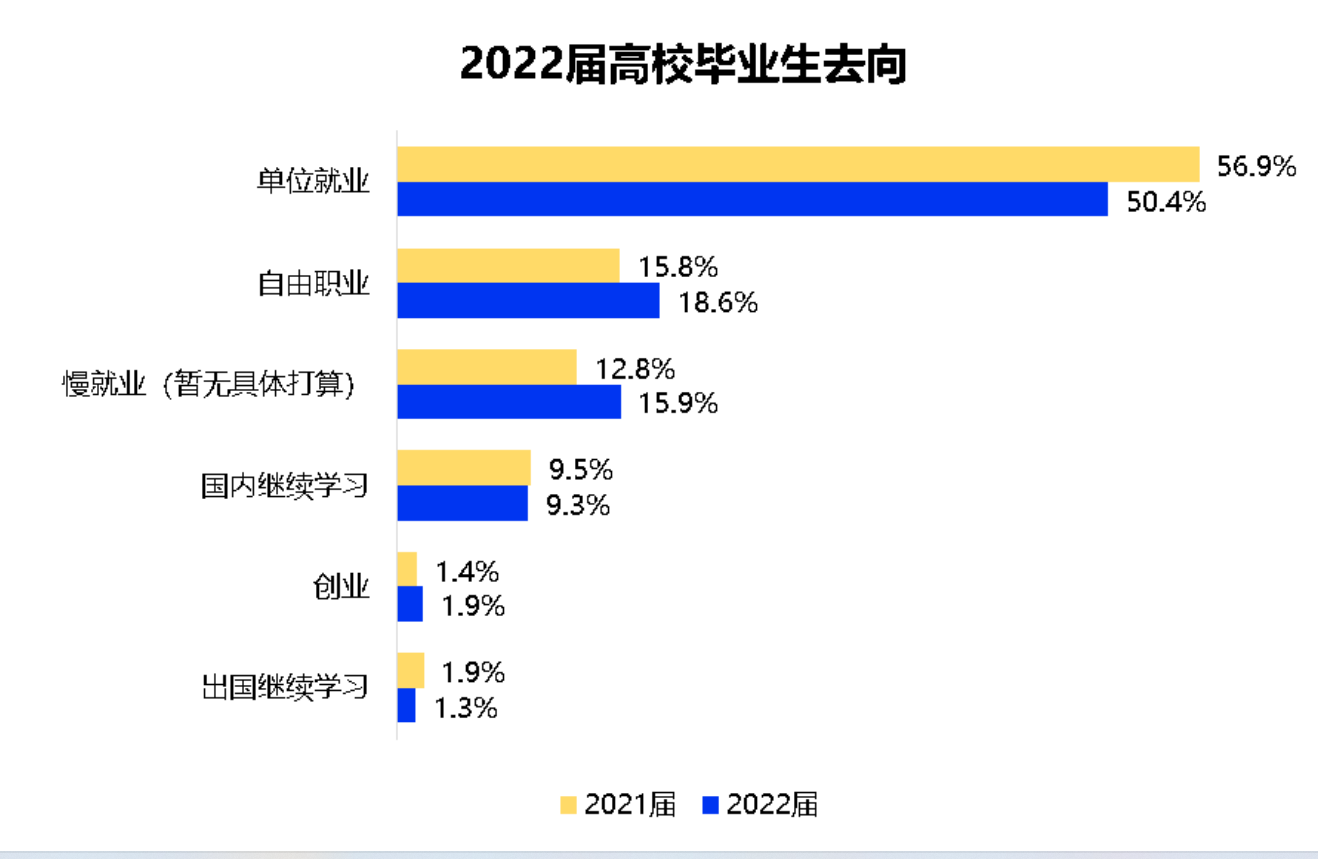 2022届高校毕业生去向
单位就业
56.9%
50.4%
自由职业
15.8%
18.6%
慢就业（暂无具体打算）
12.8%
15.9%
国内继续学习
9.5%
9.3%
创业
1.4%
1.9%
出国继续学习
1.9%
1.3%
2021届 2022届